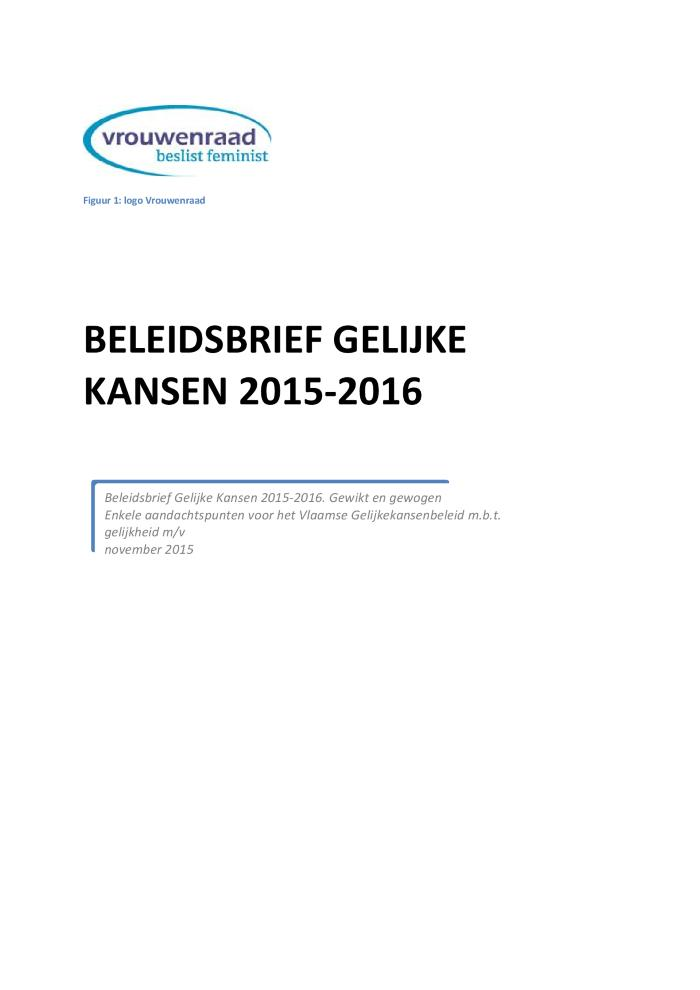 vrouwenraad
beslist feminist
Figuur 1: logo Vrouwenraad
BELEIDSBRIEF GELIJKE
KANSEN 2015-2016
Beleidsbrief Gelijke Kansen 2015-2016. Gewikt en gewogen
Enkele aandachtspunten voor het Vlaamse Gelijkekansenbeleid m.b.t.
gelijkheid m/v
november 2015